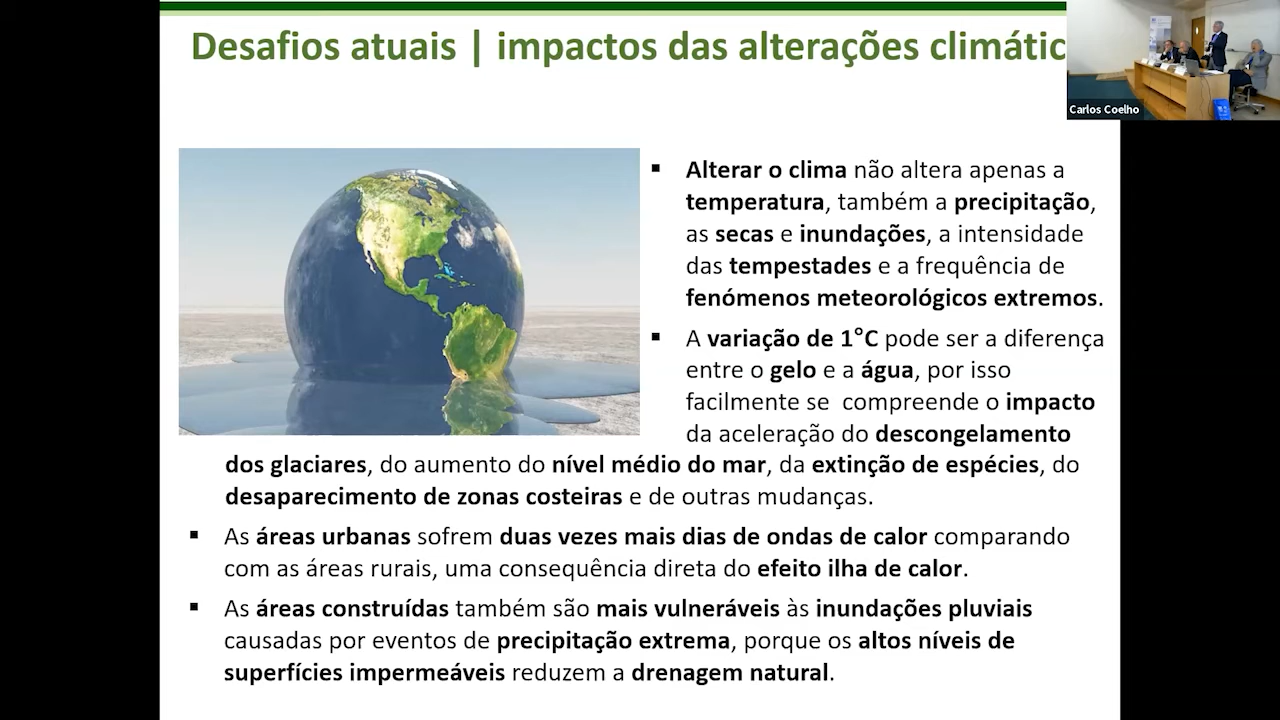 Desafios atuais | impactos das alterações climátic
Carlos Coelho
▪ Alterar o clima não altera apenas a
temperatura, também a precipitação,
as secas e inundações, a intensidade
das tempestades e a frequência de
fenómenos meteorológicos extremos.
▪ A variação de 1°C pode ser a diferença
entre o gelo e a água, por isso
facilmente se compreende o impacto
da aceleração do descongelamento
dos glaciares, do aumento do nível médio do mar, da extinção de espécies, do
desaparecimento de zonas costeiras e de outras mudanças.
▪ As áreas urbanas sofrem duas vezes mais dias de ondas de calor comparando
com as áreas rurais, uma consequência direta do efeito ilha de calor.
▪ As áreas construídas também são mais vulneráveis às inundações pluviais
causadas por eventos de precipitação extrema, porque os altos níveis de
superfícies impermeáveis reduzem a drenagem natural.